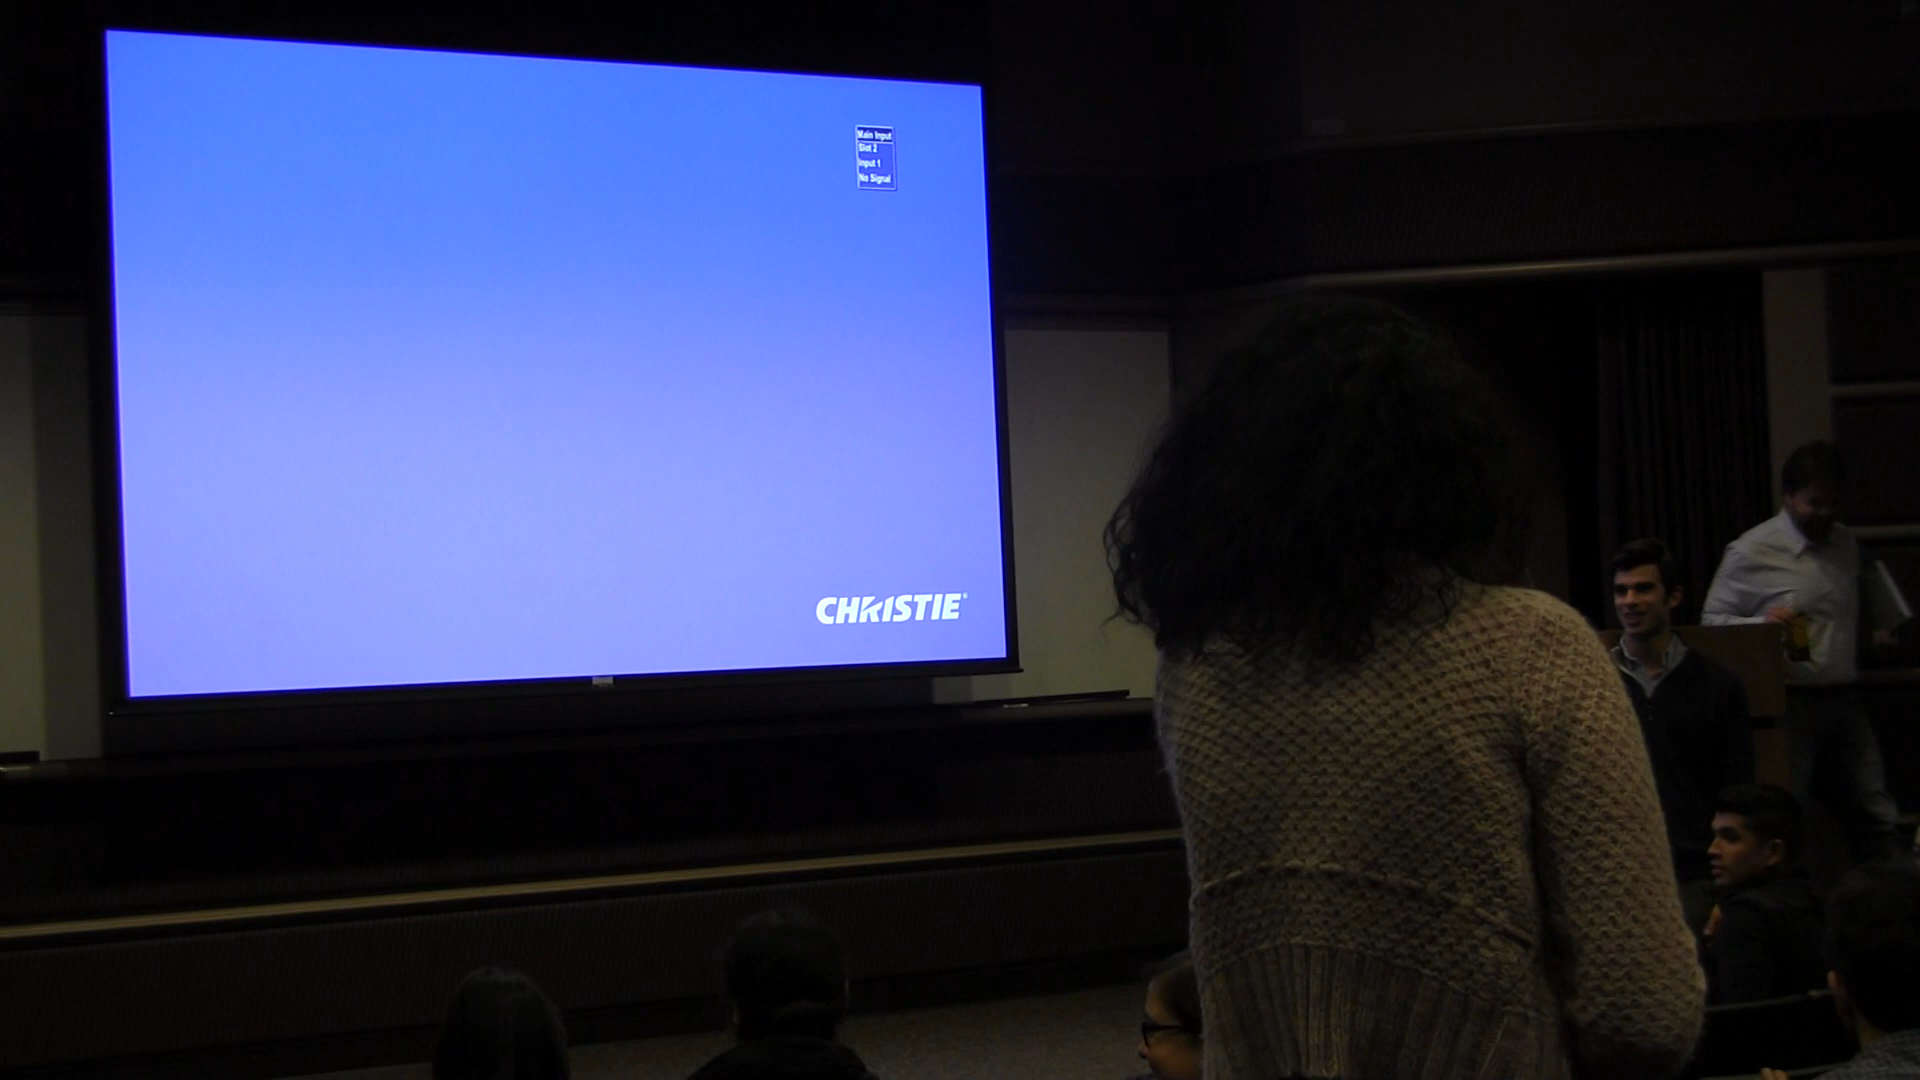 Main Input
Slot 2
Input 1
No Signal
CHRISTIE®